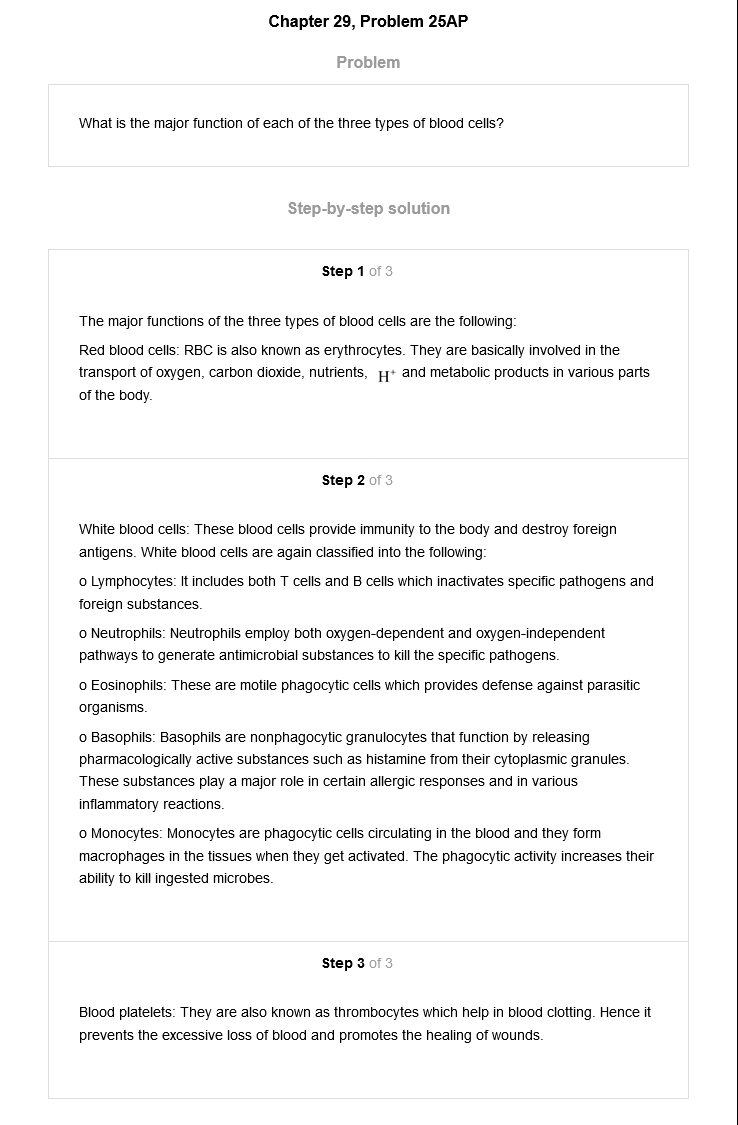 Chapter 29, Problem 25AP
Problem
What is the major function of each of the three types of blood cells?
Step-by-step solution
Step 1 of 3
The major functions of the three types of blood cells are the following:
Red blood cells: RBC is also known as erythrocytes. They are basically involved in the
transport of oxygen, carbon dioxide, nutrients, H⁺ and metabolic products in various parts
of the body.
Step 2 of 3
White blood cells: These blood cells provide immunity to the body and destroy foreign
antigens. White blood cells are again classified into the following:
o Lymphocytes: It includes both T cells and B cells which inactivates specific pathogens and
foreign substances.
o Neutrophils: Neutrophils employ both oxygen-dependent and oxygen-independent
pathways to generate antimicrobial substances to kill the specific pathogens.
o Eosinophils: These are motile phagocytic cells which provides defense against parasitic
organisms.
o Basophils: Basophils are nonphagocytic granulocytes that function by releasing
pharmacologically active substances such as histamine from their cytoplasmic granules.
These substances play a major role in certain allergic responses and in various
inflammatory reactions.
o Monocytes: Monocytes are phagocytic cells circulating in the blood and they form
macrophages in the tissues when they get activated. The phagocytic activity increases their
ability to kill ingested microbes.
Step 3 of 3
Blood platelets: They are also known as thrombocytes which help in blood clotting. Hence it
prevents the excessive loss of blood and promotes the healing of wounds.